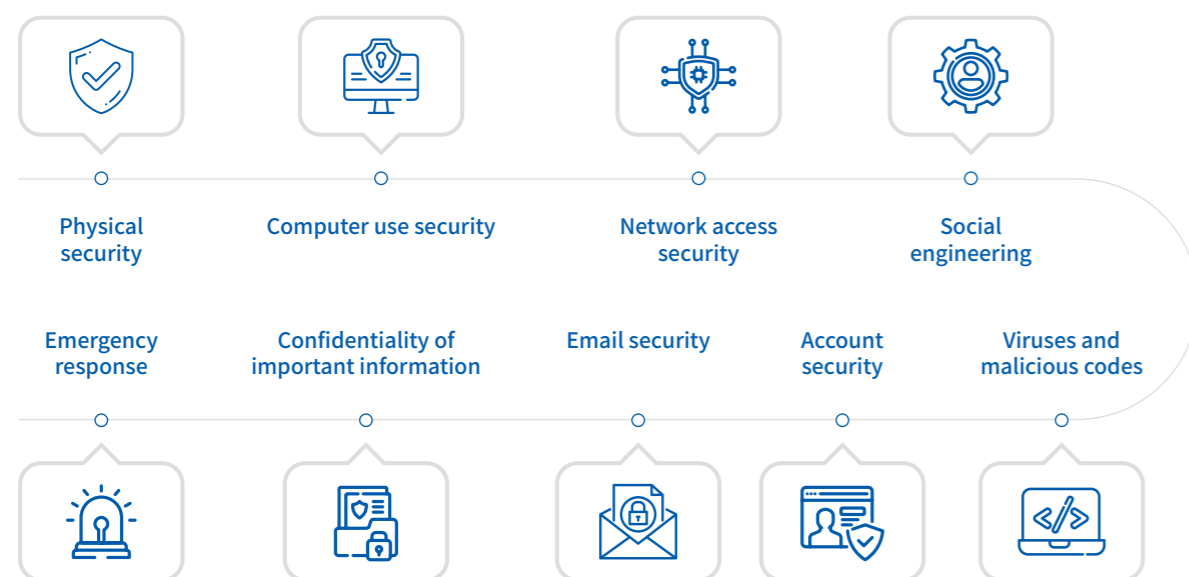 Physical
security
Computer use security
Network access
security
Social
engineering
Emergency
response
Confidentiality of
important information
Email security
Account
security
Viruses and
malicious codes